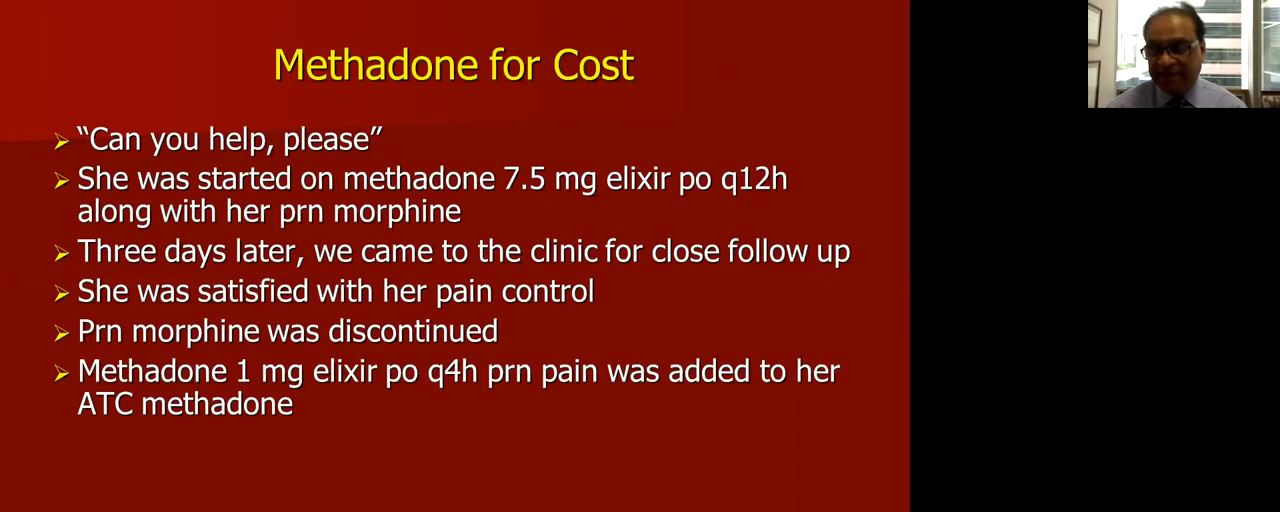 Methadone for Cost
“Can you help, please”
She was started on methadone 7.5 mg elixir po q12h
along with her prn morphine
Three days later, we came to the clinic for close follow up
She was satisfied with her pain control
Prn morphine was discontinued
Methadone 1 mg elixir po q4h prn pain was added to her
ATC methadone